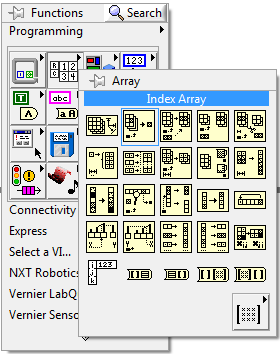 Functions
Search
Programming
Array
Index Array
Connectivity
Express
Select a VI...
NXT Robotics
Vernier LabQ
Vernier Senso